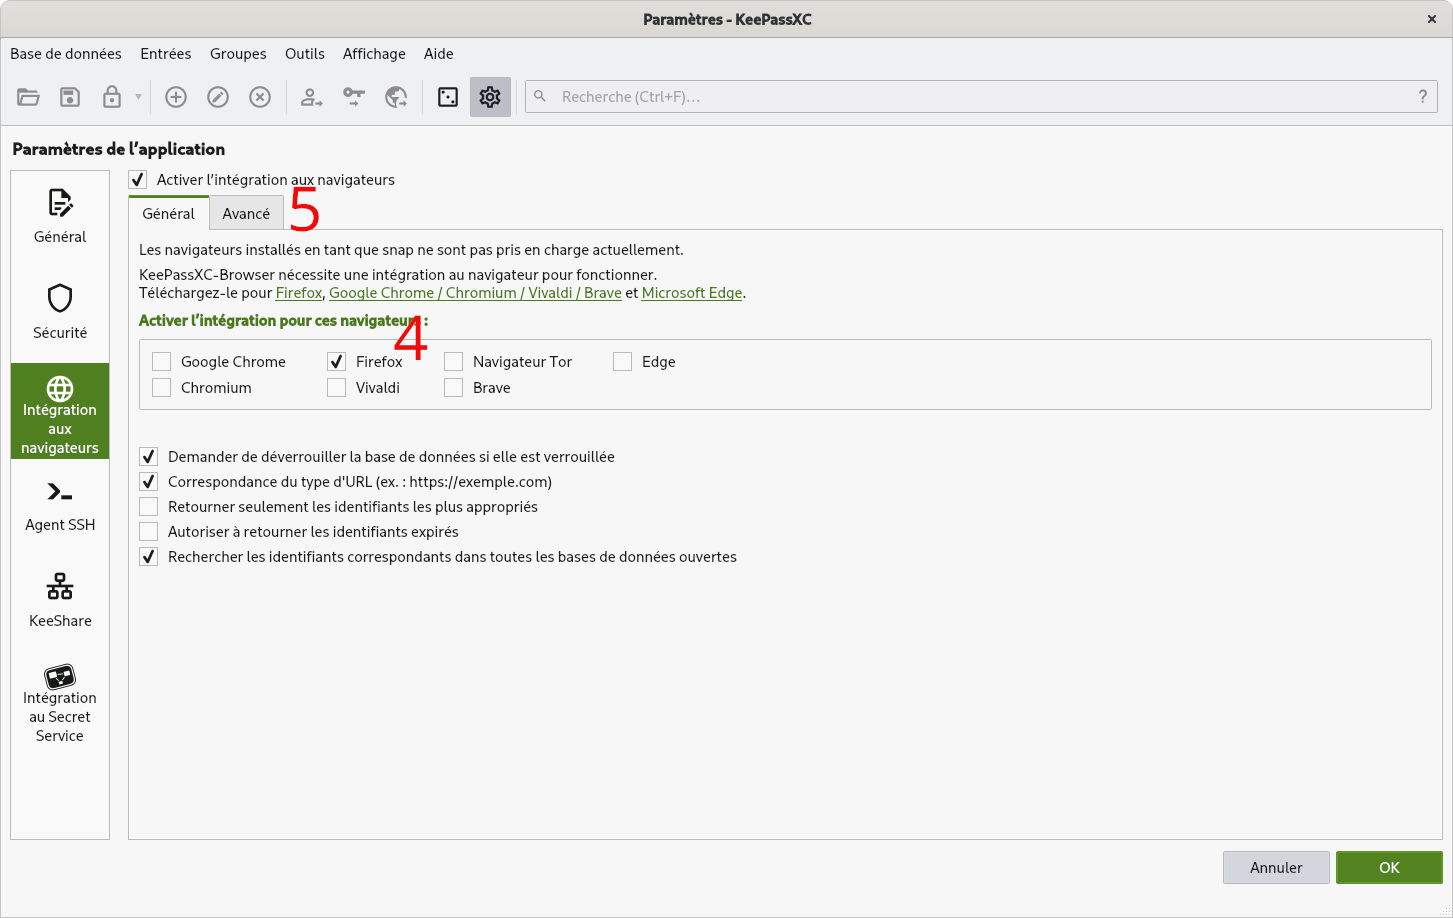 Paramètres - KeePassXC
Base de données Entrées Groupes Outils Affichage Aide
Recherche (Ctrl+F)... ?
Paramètres de l’application
Général
Sécurité
Intégration
aux
navigateurs
Agent SSH
KeeShare
Intégration
au Secret
Service
Activer l’intégration aux navigateurs
Général Avancé 5
Les navigateurs installés en tant que snap ne sont pas pris en charge actuellement.
KeePassXC-Browser nécessite une intégration au navigateur pour fonctionner.
Téléchargez-le pour Firefox, Google Chrome / Chromium / Vivaldi / Brave et Microsoft Edge.
Activer l’intégration pour ces navigateurs :
4
Google Chrome Firefox Navigateur Tor Edge
Chromium Vivaldi Brave
Demander de déverrouiller la base de données si elle est verrouillée
Correspondance du type d'URL (ex. : https://exemple.com)
Retourner seulement les identifiants les plus appropriés
Autoriser à retourner les identifiants expirés
Rechercher les identifiants correspondants dans toutes les bases de données ouvertes
Annuler OK